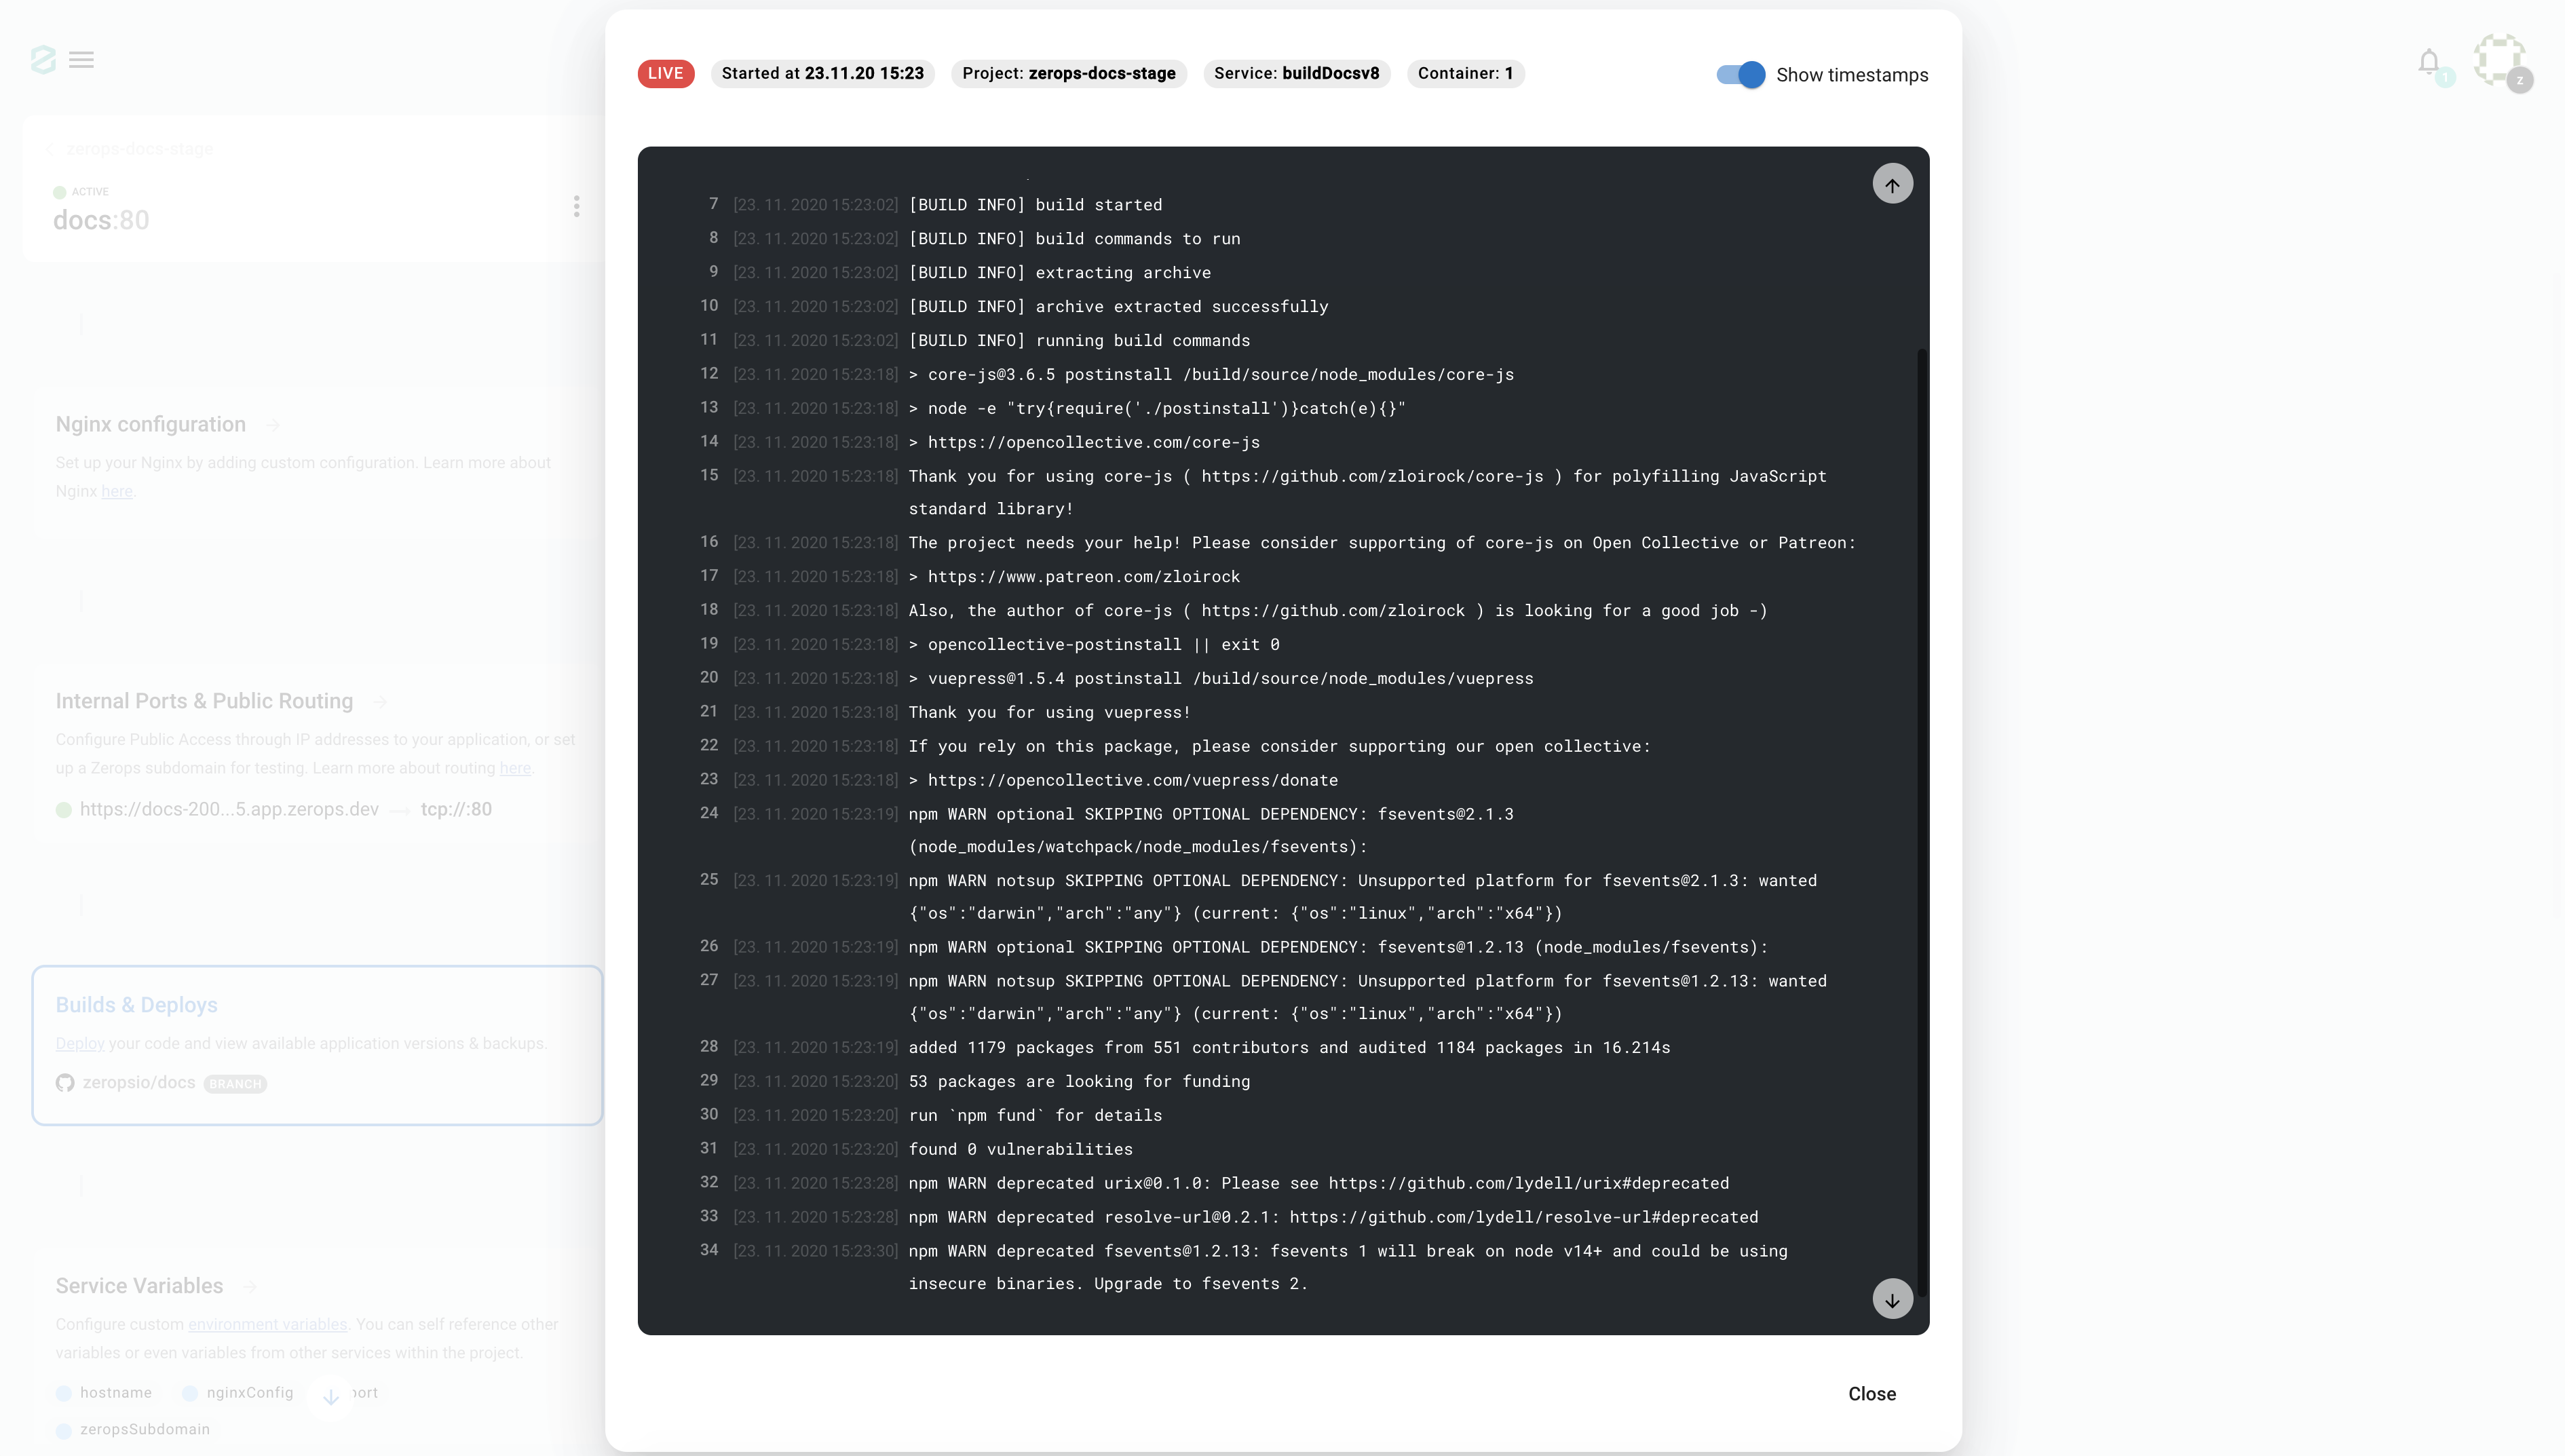 LIVE
Started at 23.11.20 15:23
Project: zerops-docs-stage
Service: buildDocsv8
Container: 1
Show timestamps
1
z
zerops-docs-stage
ACTIVE
docs:80
Nginx configuration
Set up your Nginx by adding custom configuration. Learn more about
Nginx here.
Internal Ports & Public Routing
Configure Public Access through IP addresses to your application, or set
up a Zerops subdomain for testing. Learn more about routing here.
https://docs-200...5.app.zerops.dev → tcp://:80
Builds & Deploys
Deploy your code and view available application versions & backups.
zeropsio/docs BRANCH
Service Variables
Configure custom environment variables. You can self reference other
variables or even variables from other services within the project.
hostname nginxConfig
zeropsSubdomain
7 [23. 11. 2020 15:23:02] [BUILD INFO] build started
8 [23. 11. 2020 15:23:02] [BUILD INFO] build commands to run
9 [23. 11. 2020 15:23:02] [BUILD INFO] extracting archive
10 [23. 11. 2020 15:23:02] [BUILD INFO] archive extracted successfully
11 [23. 11. 2020 15:23:02] [BUILD INFO] running build commands
12 [23. 11. 2020 15:23:18] > core-js@3.6.5 postinstall /build/source/node_modules/core-js
13 [23. 11. 2020 15:23:18] > node -e "try{require('./postinstall')}catch(e){}"
14 [23. 11. 2020 15:23:18] > https://opencollective.com/core-js
15 [23. 11. 2020 15:23:18] Thank you for using core-js ( https://github.com/zloirock/core-js ) for polyfilling JavaScript
standard library!
16 [23. 11. 2020 15:23:18] The project needs your help! Please consider supporting of core-js on Open Collective or Patreon:
17 [23. 11. 2020 15:23:18] > https://www.patreon.com/zloirock
18 [23. 11. 2020 15:23:18] Also, the author of core-js ( https://github.com/zloirock ) is looking for a good job -)
19 [23. 11. 2020 15:23:18] > opencollective-postinstall || exit 0
20 [23. 11. 2020 15:23:18] > vuepress@1.5.4 postinstall /build/source/node_modules/vuepress
21 [23. 11. 2020 15:23:18] Thank you for using vuepress!
22 [23. 11. 2020 15:23:18] If you rely on this package, please consider supporting our open collective:
23 [23. 11. 2020 15:23:18] > https://opencollective.com/vuepress/donate
24 [23. 11. 2020 15:23:19] npm WARN optional SKIPPING OPTIONAL DEPENDENCY: fsevents@2.1.3
(node_modules/watchpack/node_modules/fsevents):
25 [23. 11. 2020 15:23:19] npm WARN notsup SKIPPING OPTIONAL DEPENDENCY: Unsupported platform for fsevents@2.1.3: wanted
{"os":"darwin","arch":"any"} (current: {"os":"linux","arch":"x64"})
26 [23. 11. 2020 15:23:19] npm WARN optional SKIPPING OPTIONAL DEPENDENCY: fsevents@1.2.13 (node_modules/fsevents):
27 [23. 11. 2020 15:23:19] npm WARN notsup SKIPPING OPTIONAL DEPENDENCY: Unsupported platform for fsevents@1.2.13: wanted
{"os":"darwin","arch":"any"} (current: {"os":"linux","arch":"x64"})
28 [23. 11. 2020 15:23:19] added 1179 packages from 551 contributors and audited 1184 packages in 16.214s
29 [23. 11. 2020 15:23:20] 53 packages are looking for funding
30 [23. 11. 2020 15:23:20] run `npm fund` for details
31 [23. 11. 2020 15:23:20] found 0 vulnerabilities
32 [23. 11. 2020 15:23:28] npm WARN deprecated urix@0.1.0: Please see https://github.com/lydell/urix#deprecated
33 [23. 11. 2020 15:23:28] npm WARN deprecated resolve-url@0.2.1: https://github.com/lydell/resolve-url#deprecated
34 [23. 11. 2020 15:23:30] npm WARN deprecated fsevents@1.2.13: fsevents 1 will break on node v14+ and could be using
insecure binaries. Upgrade to fsevents 2.
Close